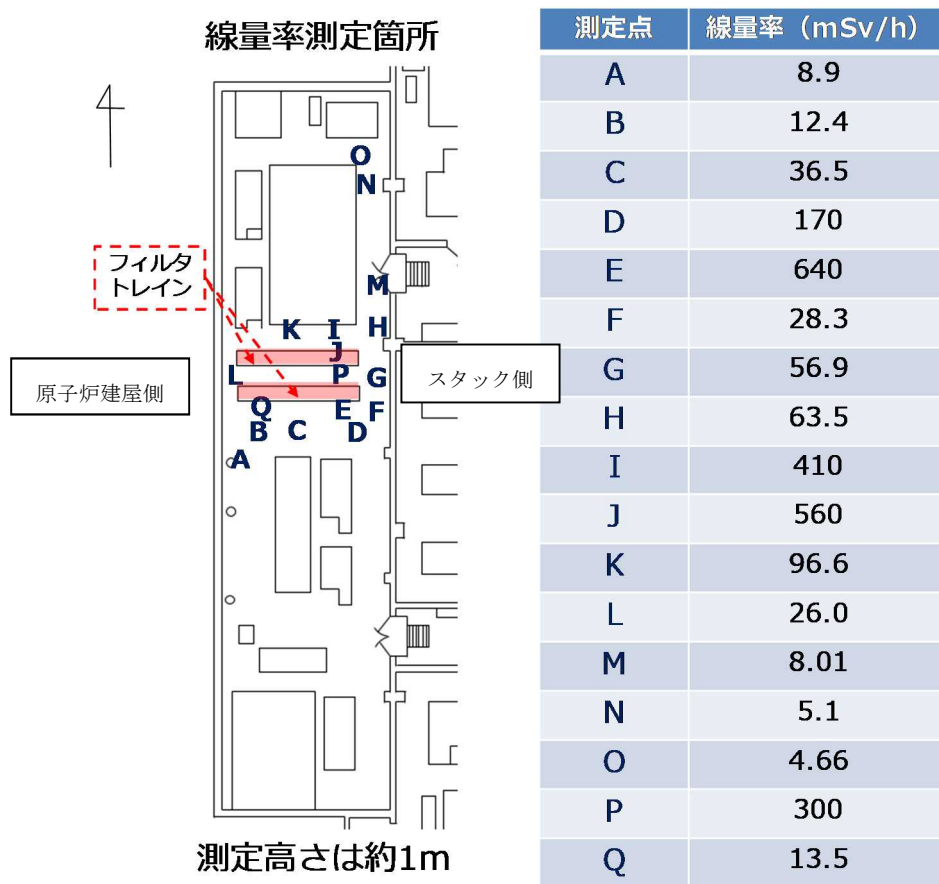 線量率測定箇所
O
N
フィルタ
トレイン
M
K
I
H
J
L
P
G
原子炉建屋側
スタック側
Q
E
F
B
C
D
A
測定高さは約1m
測定点 線量率（mSv/h）
A 8.9
B 12.4
C 36.5
D 170
E 640
F 28.3
G 56.9
H 63.5
I 410
J 560
K 96.6
L 26.0
M 8.01
N 5.1
O 4.66
P 300
Q 13.5